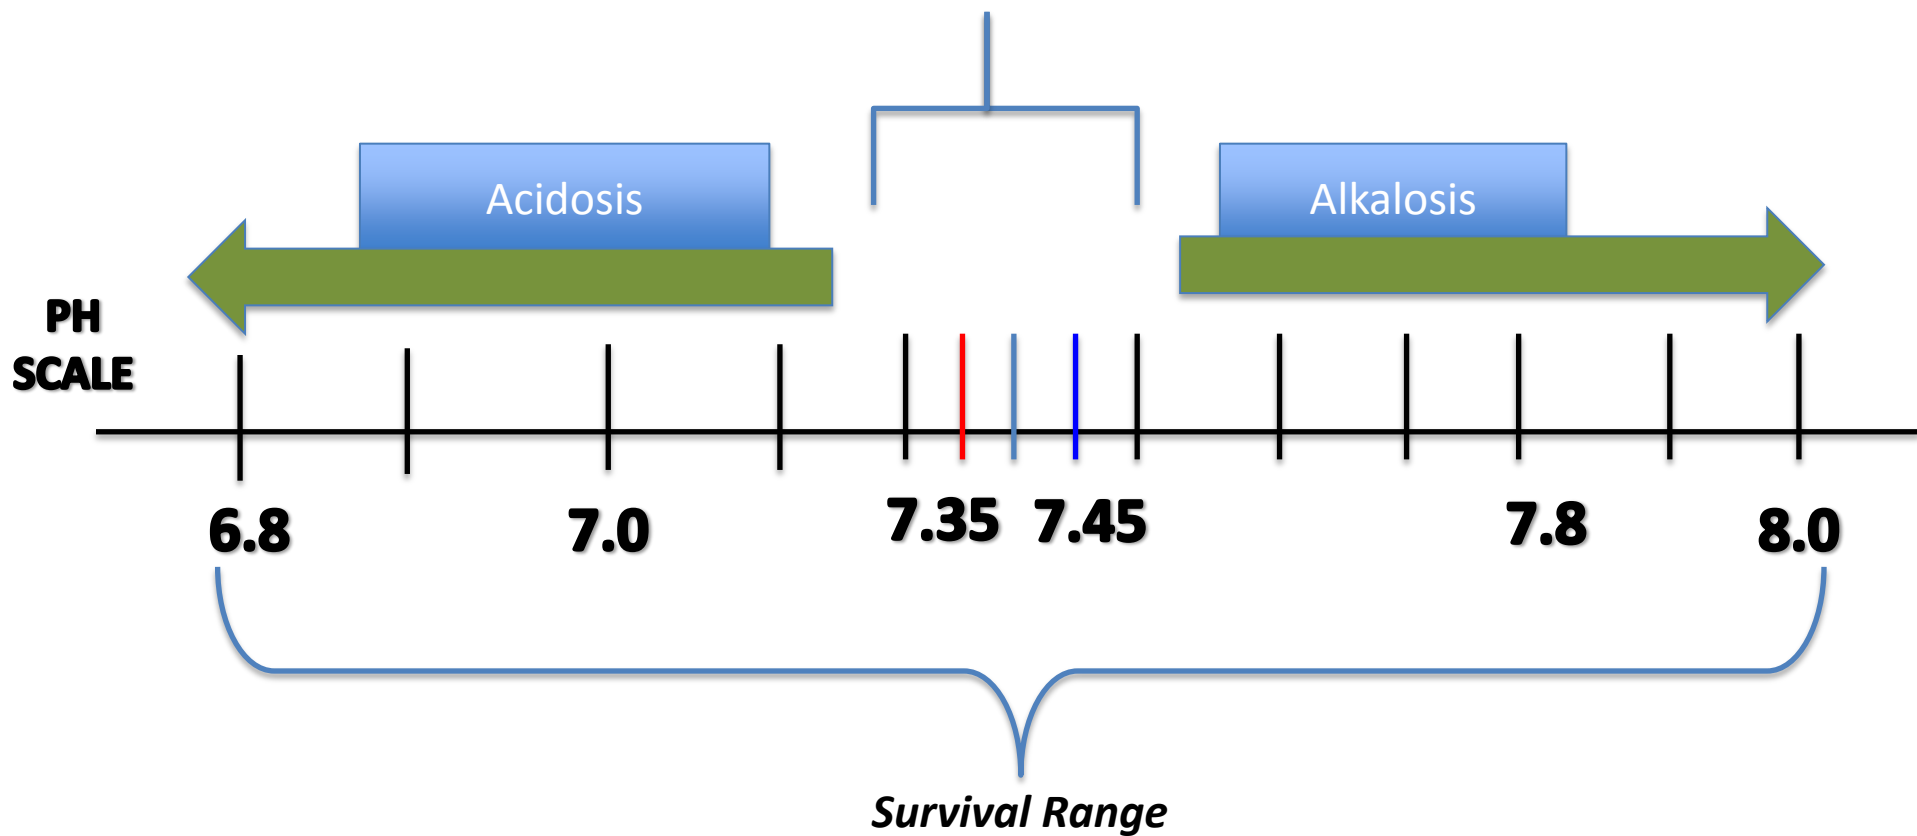 Acidosis
Alkalosis
PH
SCALE
6.8
7.0
7.35
7.45
7.8
8.0
Survival Range